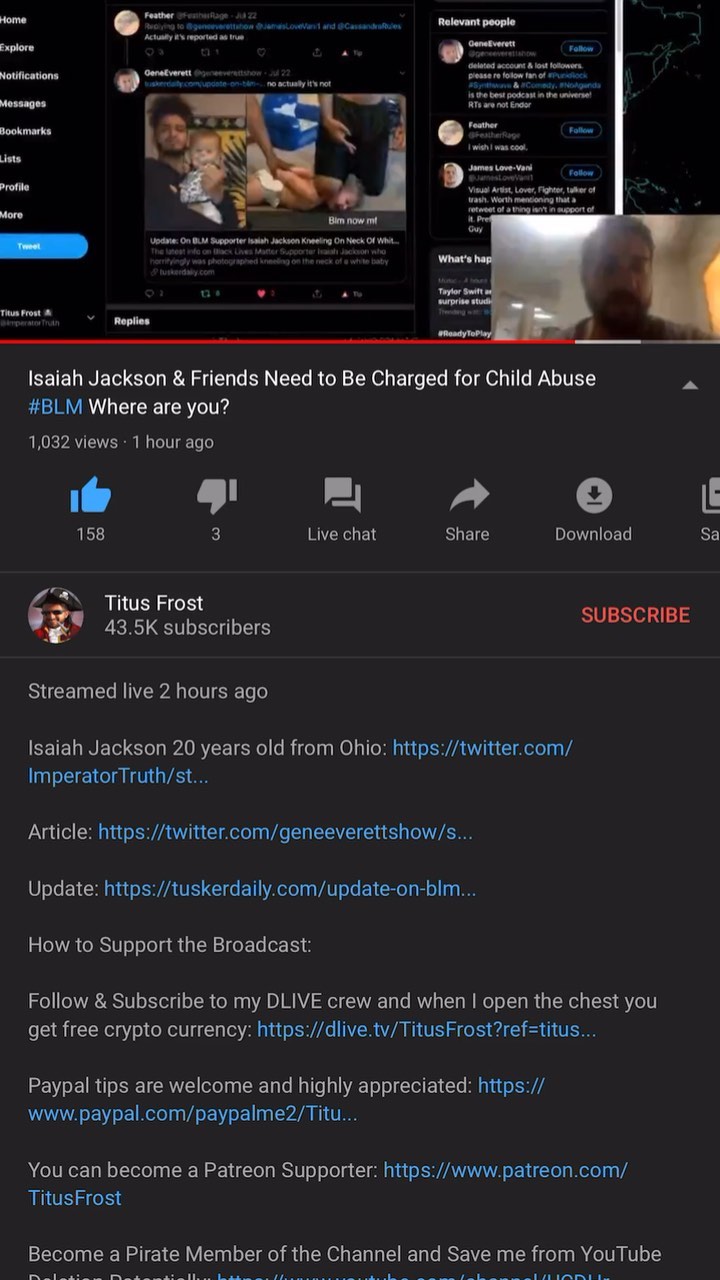 Home
Explore
Notifications
Messages
Bookmarks
Lists
Profile
More
Tweet
Titus Frost
@ImperatorTruth
Feather @FeatherRage · Jul 22
Replying to @geneeverettshow @JamesLoveVani1 and @CassandraRules
Actually it's reported as true
GeneEverett @geneeverettshow · Jul 22
tuskerdaily.com/update-on-blm-... no actually it's not
Blm now mf
Update: On BLM Supporter Isaiah Jackson Kneeling On Neck Of Whit...
The latest info on Black Lives Matter Supporter Isaiah Jackson who
horrifyingly was photographed kneeling on the neck of a white baby
tuskerdaily.com
Replies
Relevant people
GeneEverett
@geneeverettshow
Follow
deleted account & lost followers.
please re follow fan of #Punkrock
#Synthwave & #Comedy. #NoAgenda
is the best podcast in the universe!
RTs are not Endor
Feather
@FeatherRage
Follow
I wish I was cool.
James Love-Vani
@JamesLoveVani1
Follow
Visual Artist, Lover, Fighter, talker of
trash. Worth mentioning that a
retweet of a thing isn't in support of
it. Pref
Guy
What's hap
Taylor Swift a
surprise studi
Trending with:
#ReadyToPlay
Isaiah Jackson & Friends Need to Be Charged for Child Abuse
#BLM Where are you?
1,032 views · 1 hour ago
158
3
Live chat
Share
Download
Sa
Titus Frost
43.5K subscribers
SUBSCRIBE
Streamed live 2 hours ago
Isaiah Jackson 20 years old from Ohio: https://twitter.com/
ImperatorTruth/st...
Article: https://twitter.com/geneeverettshow/s...
Update: https://tuskerdaily.com/update-on-blm...
How to Support the Broadcast:
Follow & Subscribe to my DLIVE crew and when I open the chest you
get free crypto currency: https://dlive.tv/TitusFrost?ref=titus...
Paypal tips are welcome and highly appreciated: https://
www.paypal.com/paypalme2/Titu...
You can become a Patreon Supporter: https://www.patreon.com/
TitusFrost
Become a Pirate Member of the Channel and Save me from YouTube